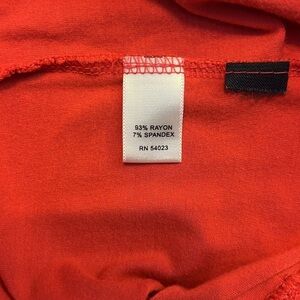 93% RAYON
7% SPANDEX
RN 54023